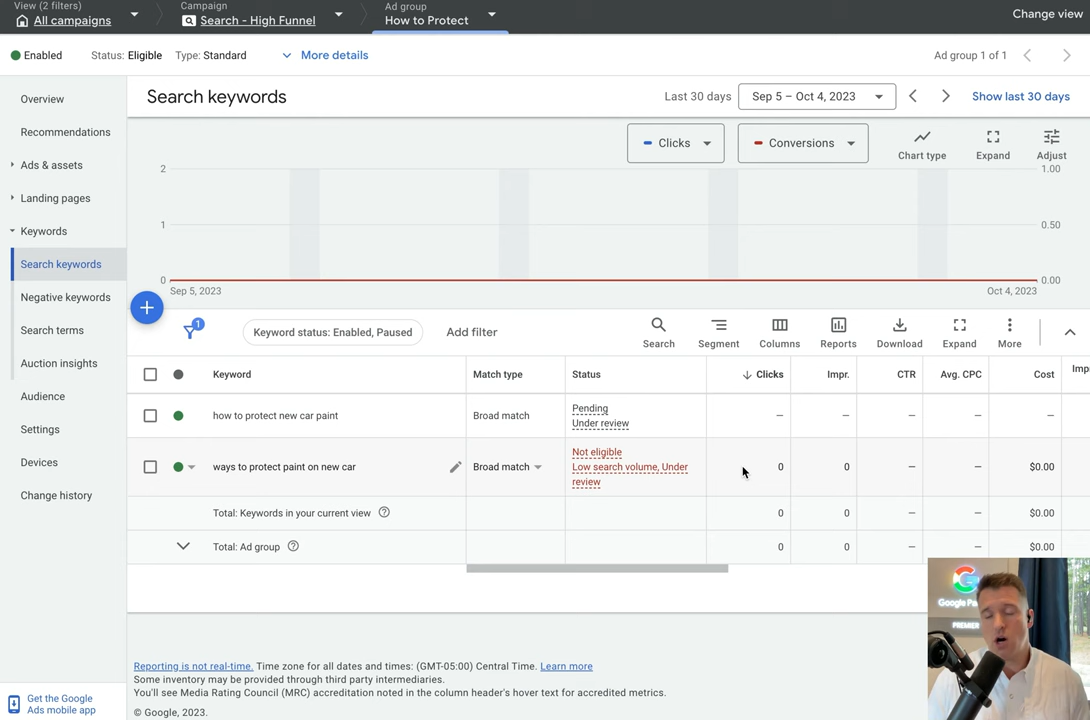 View (2 filters)
All campaigns
Campaign
Search - High Funnel
Ad group
How to Protect
Change view
Enabled Status: Eligible Type: Standard More details Ad group 1 of 1
Overview
Recommendations
Ads & assets
Landing pages
Keywords
Search keywords
Negative keywords
Search terms
Auction insights
Audience
Settings
Devices
Change history
Get the Google
Ads mobile app
Search keywords
Last 30 days Sep 5 – Oct 4, 2023 Show last 30 days
Clicks Conversions Chart type Expand Adjust
2 1.00
1 0.50
0 0.00
Sep 5, 2023 Oct 4, 2023
1
Keyword status: Enabled, Paused Add filter Search Segment Columns Reports Download Expand More
Keyword Match type Status Clicks Impr. CTR Avg. CPC Cost
how to protect new car paint Broad match Pending
Under review
— — — — —
ways to protect paint on new car Broad match Not eligible
Low search volume, Under
review
0 0 — — $0.00
Total: Keywords in your current view 0 0 — — $0.00
Total: Ad group 0 0 — — $0.00
Reporting is not real-time. Time zone for all dates and times: (GMT-05:00) Central Time. Learn more
Some inventory may be provided through third party intermediaries.
You'll see Media Rating Council (MRC) accreditation noted in the column header's hover text for accredited metrics.
© Google, 2023.
PREMIER